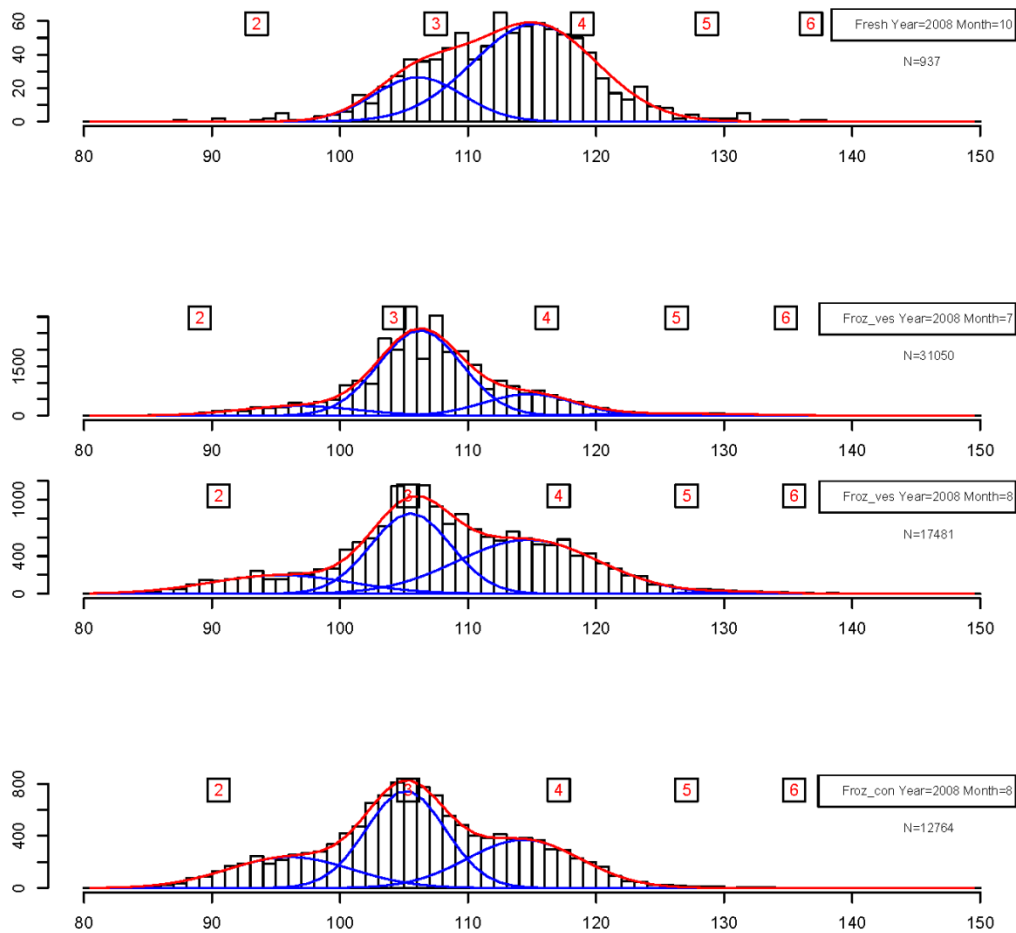 60 2 3 4 5 6 Fresh Year=2008 Month=10
40 N=937
20
0
80 90 100 110 120 130 140 150
2 3 4 5 6 Froz_ves Year=2008 Month=7
1500 N=31050
0
80 90 100 110 120 130 140 150
1000 2 3 4 5 6 Froz_ves Year=2008 Month=8
N=17481
400
0
80 90 100 110 120 130 140 150
800 2 3 4 5 6 Froz_con Year=2008 Month=8
400 N=12764
0
80 90 100 110 120 130 140 150